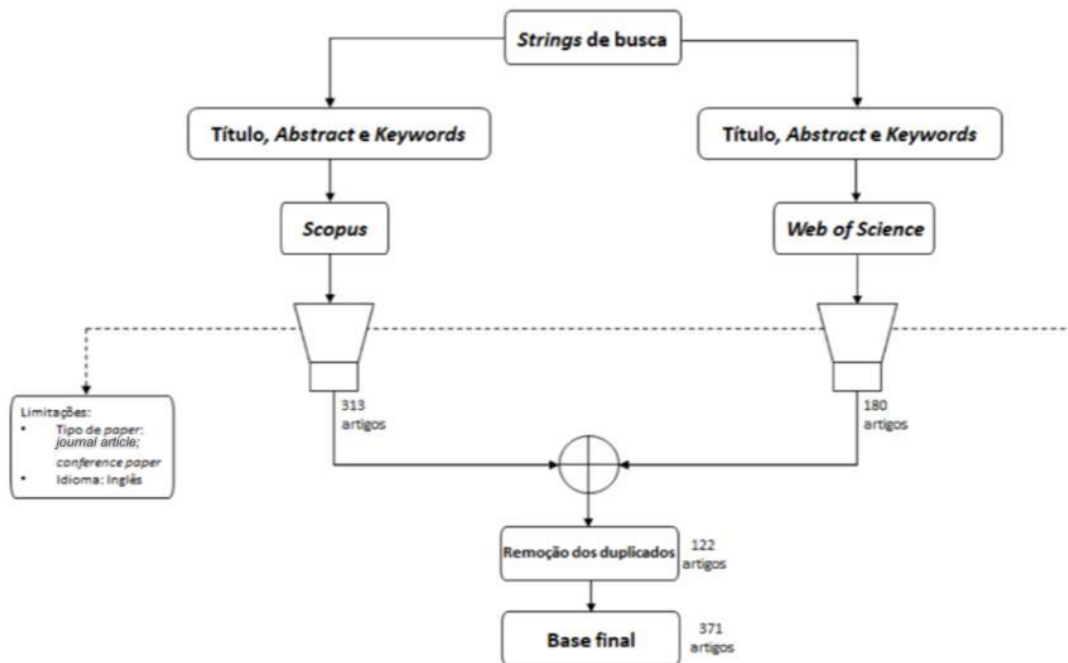 Strings de busca
Título, Abstract e Keywords
Título, Abstract e Keywords
Scopus
Web of Science
313
artigos
180
artigos
Limitações:
• Tipo de paper:
journal article;
conference paper
• Idioma: Inglês
Remoção dos duplicados
122
artigos
Base final
371
artigos